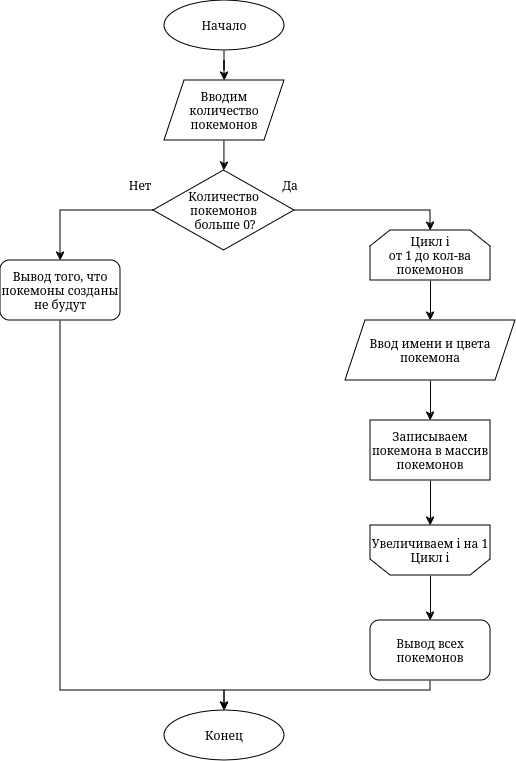 Начало
Вводим
количество
покемонов
Нет
Да
Количество
покемонов
больше 0?
Вывод того, что
покемоны созданы
не будут
Цикл i
от 1 до кол-ва
покемонов
Ввод имени и цвета
покемона
Записываем
покемона в массив
покемонов
Увеличиваем i на 1
Цикл i
Вывод всех
покемонов
Конец